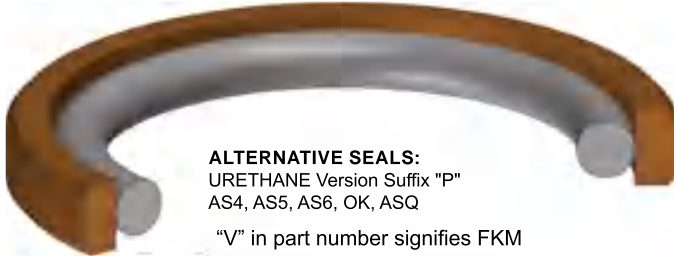 ALTERNATIVE SEALS:
URETHANE Version Suffix "P"
AS4, AS5, AS6, OK, ASQ
“V” in part number signifies FKM